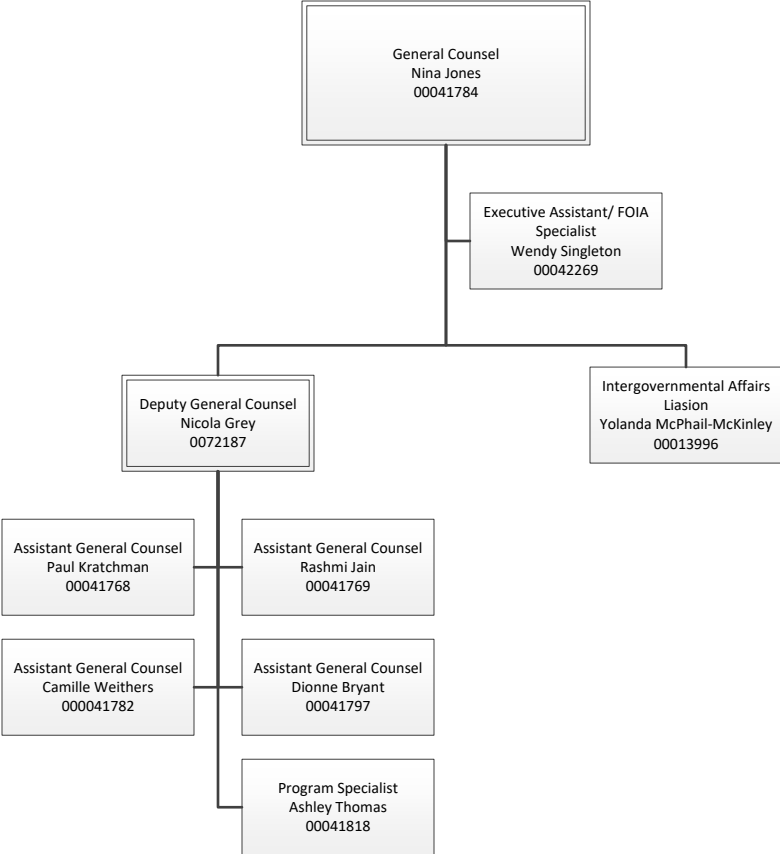 General Counsel
Nina Jones
00041784
Executive Assistant/ FOIA
Specialist
Wendy Singleton
00042269
Deputy General Counsel
Nicola Grey
0072187
Intergovernmental Affairs
Liasion
Yolanda McPhail-McKinley
00013996
Assistant General Counsel
Paul Kratchman
00041768
Assistant General Counsel
Rashmi Jain
00041769
Assistant General Counsel
Camille Weithers
000041782
Assistant General Counsel
Dionne Bryant
00041797
Program Specialist
Ashley Thomas
00041818